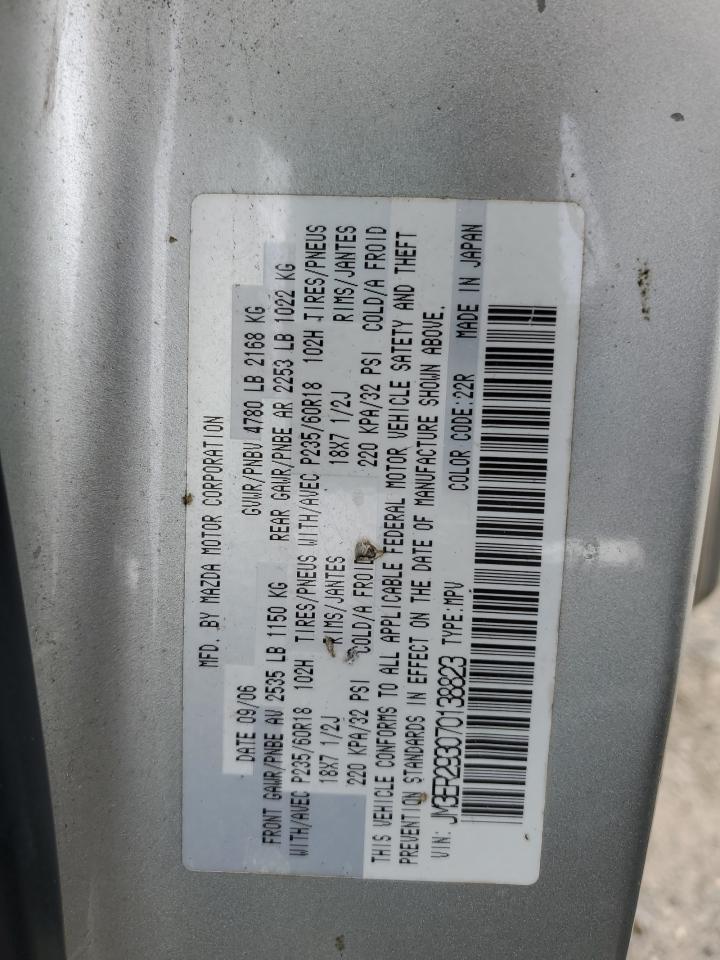 MFD. BY MAZDA MOTOR CORPORATION
DATE 09/06 GVWR/PNBV 4780 LB 2168 KG
FRONT GAWR/PNBE AV 2535 LB 1150 KG REAR GAWR/PNBE AR 2253 LB 1022 KG
WITH/AVEC P235/60R18 102H TIRES/PNEUS WITH/AVEC P235/60R18 102H TIRES/PNEUS
18X7 1/2J RIMS/JANTES 18X7 1/2J RIMS/JANTES
220 KPA/32 PSI COLD/A FROID 220 KPA/32 PSI COLD/A FROID
THIS VEHICLE CONFORMS TO ALL APPLICABLE FEDERAL MOTOR VEHICLE SAFETY AND THEFT
PREVENTION STANDARDS IN EFFECT ON THE DATE OF MANUFACTURE SHOWN ABOVE.
VIN: JM3ER293070138823 TYPE:MPV COLOR CODE:22R MADE IN JAPAN